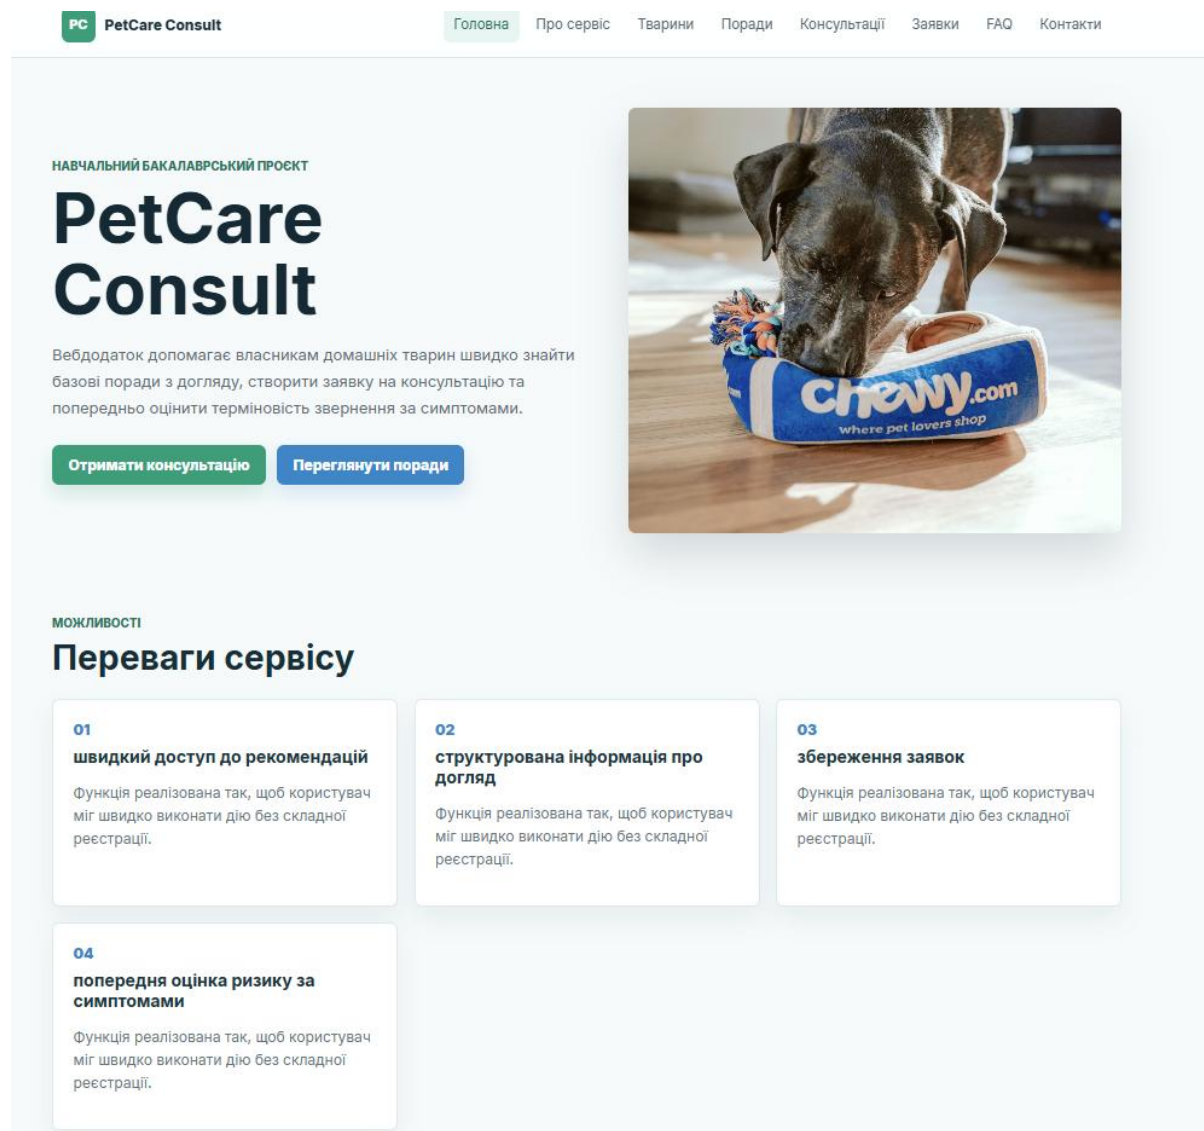 PC PetCare Consult Головна Про сервіс Тварини Поради Консультації Заявки FAQ Контакти
НАВЧАЛЬНИЙ БАКАЛАВРСЬКИЙ ПРОЄКТ
PetCare
Consult
Вебдодаток допомагає власникам домашніх тварин швидко знайти
базові поради з догляду, створити заявку на консультацію та
попередньо оцінити терміновість звернення за симптомами.
Отримати консультацію Переглянути поради
chewy.com
where pet lovers shop
МОЖЛИВОСТІ
Переваги сервісу
01
швидкий доступ до рекомендацій
Функція реалізована так, щоб користувач
міг швидко виконати дію без складної
реєстрації.
02
структурована інформація про
догляд
Функція реалізована так, щоб користувач
міг швидко виконати дію без складної
реєстрації.
03
збереження заявок
Функція реалізована так, щоб користувач
міг швидко виконати дію без складної
реєстрації.
04
попередня оцінка ризику за
симптомами
Функція реалізована так, щоб користувач
міг швидко виконати дію без складної
реєстрації.